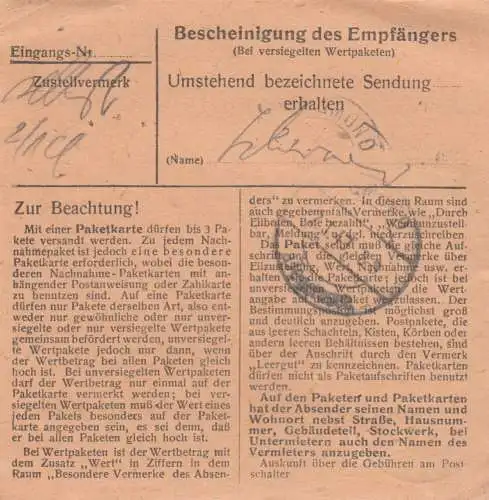 Bescheinigung des Empfängers
(Bei versiegelten Wertpaketen)
Eingangs-Nr.
Zustellvermerk
Umstehend bezeichnete Sendung
erhalten
(Name)
Zur Beachtung!
Mit einer Paketkarte dürfen bis 3 Pa-
kete versandt werden. Zu jedem Nach-
nahmepaket ist jedoch eine besondere
Paketkarte erforderlich, wobei die beson-
deren Nachnahme-Paketkarten mit an-
hängender Postanweisung oder Zahlkarte
zu benutzen sind. Auf eine Paketkarte
dürfen nur Pakete derselben Art, also ent-
weder nur gewöhnliche oder nur unver-
siegelte oder nur versiegelte Wertpakete
gemeinsam befördert werden, unversiegel-
te Wertpakete jedoch nur dann, wenn
der Wertbetrag bei allen Paketen gleich
hoch ist. Bei unversiegelten Wertpaketen
darf der Wertbetrag nur einmal auf der
Paketkarte vermerkt werden; bei ver-
siegelten Wertpaketen muß der Wert eines
jeden Pakets besonders auf der Paket-
karte angegeben sein, es sei denn, daß
er bei allen Paketen gleich hoch ist.
Bei Wertpaketen ist der Wertbetrag mit
dem Zusatz „Wert" in Ziffern in dem
Raum „Besondere Vermerke des Absen-
ders" zu vermerken. In diesem Raum sind
auch gegebenenfalls Vermerke, wie „Durch
Eilboten, Bote bezahlt", „Wenn unzustell-
bar, Meldung" usw. niederzuschreiben.
Das Paket selbst muß die gleiche Auf-
schrift und die gleichen Vermerke über
Eilzustellung, Wert, Nachnahme usw. er-
halten wie die Paketkarte; jedoch ist bei
unversiegelten Wertpaketen die Wert-
angabe auf dem Paket wegzulassen. Der
Bestimmungsort ist möglichst groß
und deutlich anzugeben. Postpakete, die
aus leeren Schachteln, Kisten, Körben oder
andern leeren Behältnissen bestehen, sind
über der Anschrift durch den Vermerk
„Leergut" zu kennzeichnen. Paketkarten
dürfen nicht als Paketaufschriften benutzt
werden.
Auf den Paketen und Paketkarten
hat der Absender seinen Namen und
Wohnort nebst Straße, Hausnum-
mer, Gebäudeteil, Stockwerk, bei
Untermietern auch den Namen des
Vermieters anzugeben.
Auskunft über die Gebühren am Post
schalter